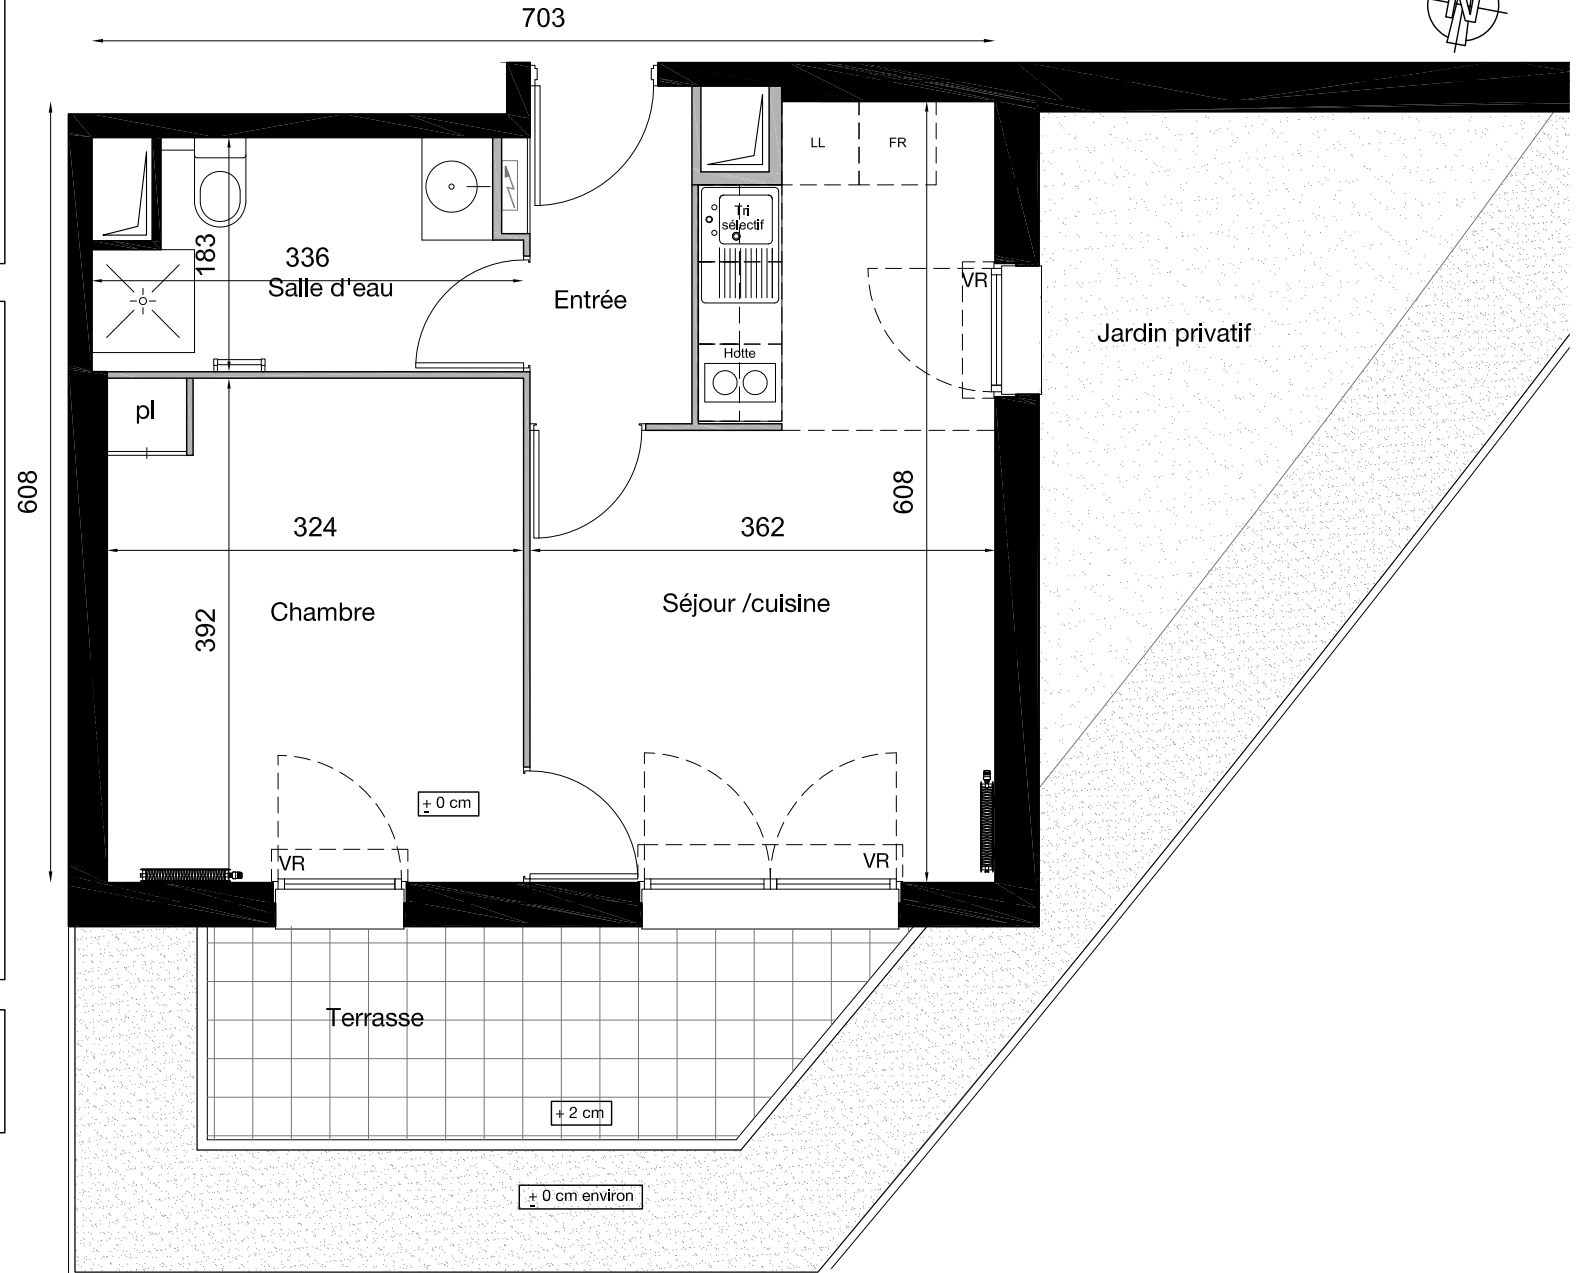 703
N
LL
FR
Tri
sélectif
183
336
Salle d'eau
VR
Entrée
Jardin privatif
Hotte
pl
608
608
324
362
392
Chambre
Séjour /cuisine
± 0 cm
VR
VR
Terrasse
+ 2 cm
± 0 cm environ